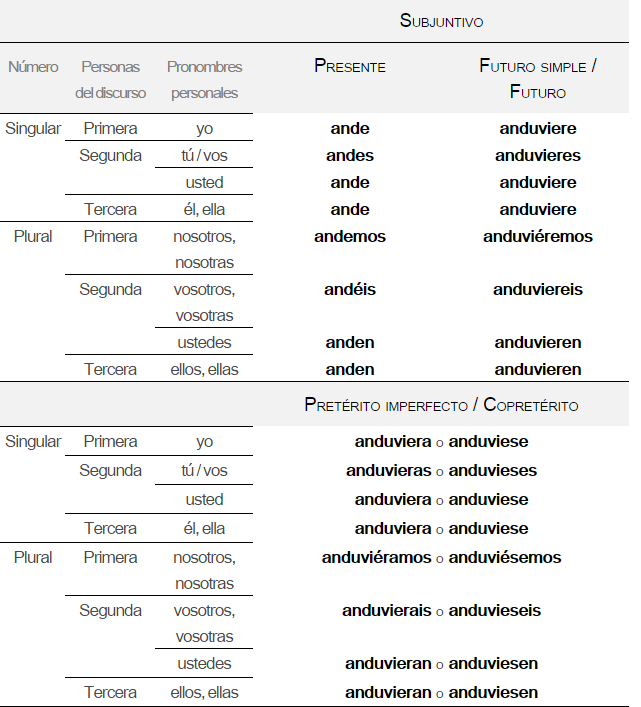 Subjuntivo
Número Personas del discurso Pronombres personales Presente Futuro simple / Futuro
Singular Primera yo ande anduviere
Segunda tú / vos andes anduvieres
usted ande anduviere
Tercera él, ella ande anduviere
Plural Primera nosotros, nosotras andemos anduviéremos
Segunda vosotros, vosotras andéis anduviereis
ustedes anden anduvieren
Tercera ellos, ellas anden anduvieren
Pretérito imperfecto / Copretérito
Singular Primera yo anduviera o anduviese
Segunda tú / vos anduvieras o anduvieses
usted anduviera o anduviese
Tercera él, ella anduviera o anduviese
Plural Primera nosotros, nosotras anduviéramos o anduviésemos
Segunda vosotros, vosotras anduvierais o anduvieseis
ustedes anduvieran o anduviesen
Tercera ellos, ellas anduvieran o anduviesen